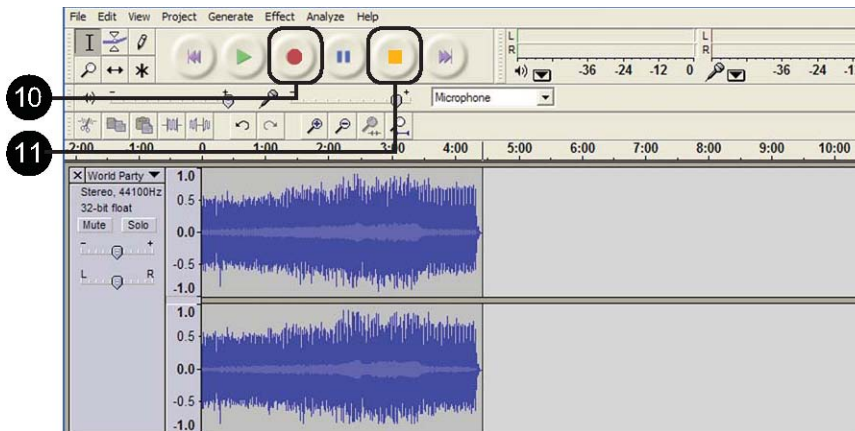 File Edit View Project Generate Effect Analyze Help
L
R
-36 -24 -12 0
L
R
-36 -24 -1
10
- + - +
Microphone
11
2:00 1:00 0 1:00 2:00 3:00 4:00 5:00 6:00 7:00 8:00 9:00 10:00
X World Party
Stereo, 44100Hz
32-bit float
Mute Solo
- +
L R
1.0
0.5
0.0
-0.5
-1.0
1.0
0.5
0.0
-0.5
-1.0